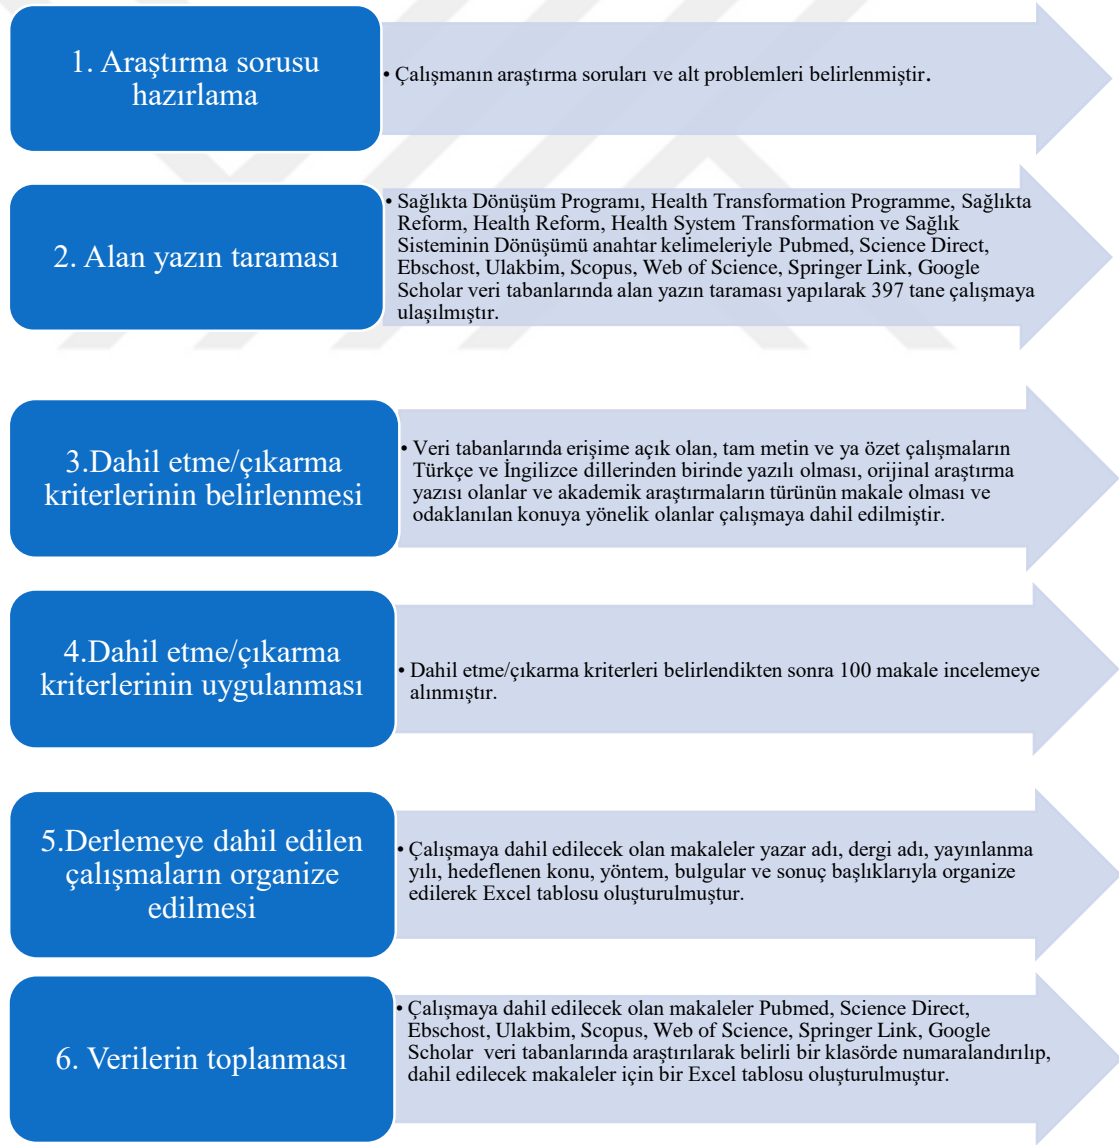 1. Araştırma sorusu
hazırlama
• Çalışmanın araştırma soruları ve alt problemleri belirlenmiştir.
2. Alan yazın taraması
• Sağlıkta Dönüşüm Programı, Health Transformation Programme, Sağlıkta
Reform, Health Reform, Health System Transformation ve Sağlık
Sisteminin Dönüşümü anahtar kelimeleriyle Pubmed, Science Direct,
Ebschost, Ulakbim, Scopus, Web of Science, Springer Link, Google
Scholar veri tabanlarında alan yazın taraması yapılarak 397 tane çalışmaya
ulaşılmıştır.
3.Dahil etme/çıkarma
kriterlerinin belirlenmesi
• Veri tabanlarında erişime açık olan, tam metin ve ya özet çalışmaların
Türkçe ve İngilizce dillerinden birinde yazılı olması, orijinal araştırma
yazısı olanlar ve akademik araştırmaların türünün makale olması ve
odaklanılan konuya yönelik olanlar çalışmaya dahil edilmiştir.
4.Dahil etme/çıkarma
kriterlerinin uygulanması
• Dahil etme/çıkarma kriterleri belirlendikten sonra 100 makale incelemeye
alınmıştır.
5.Derlemeye dahil edilen
çalışmaların organize
edilmesi
• Çalışmaya dahil edilecek olan makaleler yazar adı, dergi adı, yayınlanma
yılı, hedeflenen konu, yöntem, bulgular ve sonuç başlıklarıyla organize
edilerek Excel tablosu oluşturulmuştur.
6. Verilerin toplanması
• Çalışmaya dahil edilecek olan makaleler Pubmed, Science Direct,
Ebschost, Ulakbim, Scopus, Web of Science, Springer Link, Google
Scholar veri tabanlarında araştırılarak belirli bir klasörde numaralandırılıp,
dahil edilecek makaleler için bir Excel tablosu oluşturulmuştur.